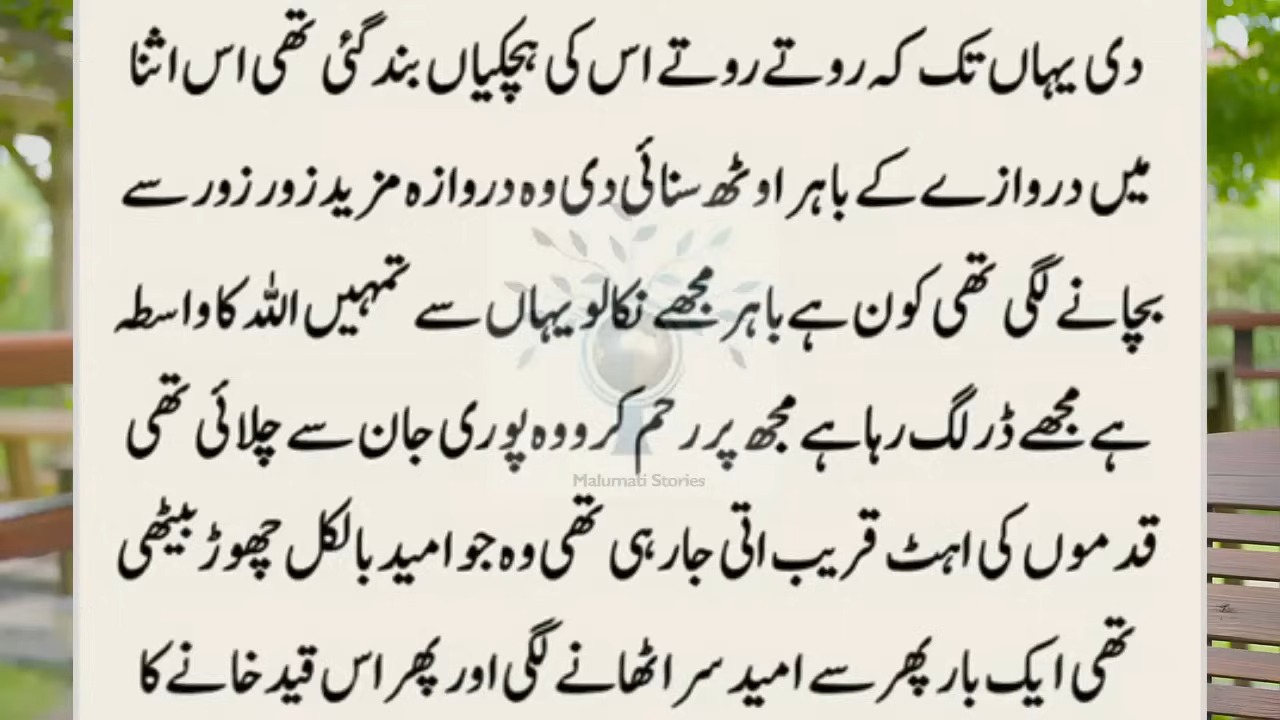 دی یہاں تک کہ روتے روتے اس کی ہچکیاں بند گئی تھی اس اثنا
میں دروازے کے باہر اوٹھ سنائی دی وہ دروازہ مزید زور زور سے
بجانے لگی تھی کون ہے باہر مجھے نکالو یہاں سے تمہیں اللہ کا واسطہ
ہے مجھے ڈر لگ رہا ہے مجھ پر رحم کرو وہ پوری جان سے چلائی تھی
Malumati Stories
قدموں کی اہٹ قریب اتی جا رہی تھی وہ جو امید بالکل چھوڑ بیٹھی
تھی ایک بار پھر سے امید سر اٹھانے لگی اور پھر اس قید خانے کا